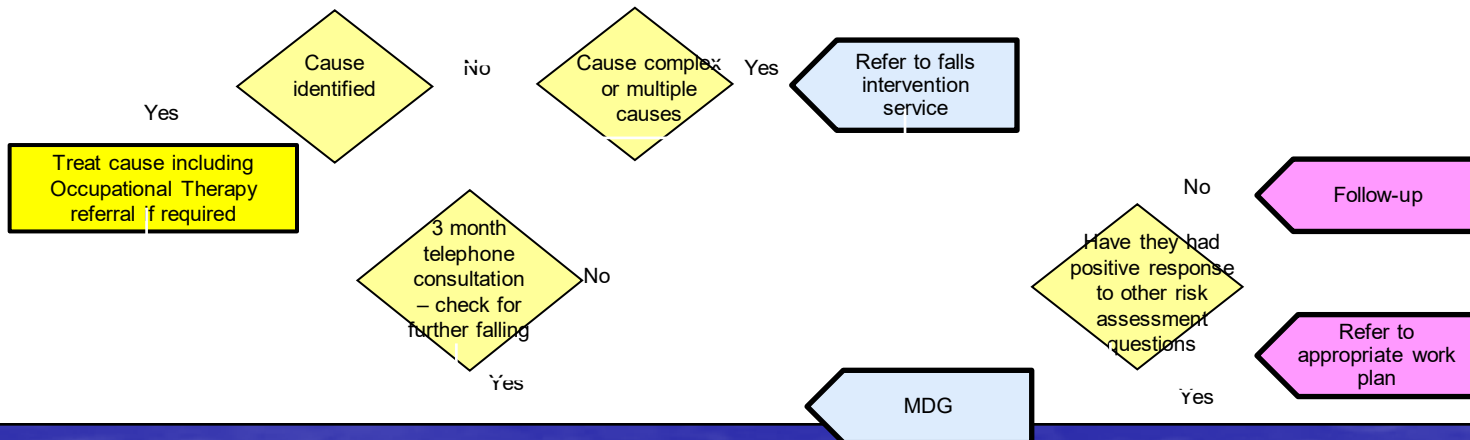 Cause
identified
No
Cause complex
or multiple
causes
Yes
Refer to falls
intervention
service
Yes
Treat cause including
Occupational Therapy
referral if required
3 month
telephone
consultation
– check for
further falling
No
Yes
No
Follow-up
Have they had
positive response
to other risk
assessment
questions
Refer to
appropriate work
plan
Yes
MDG